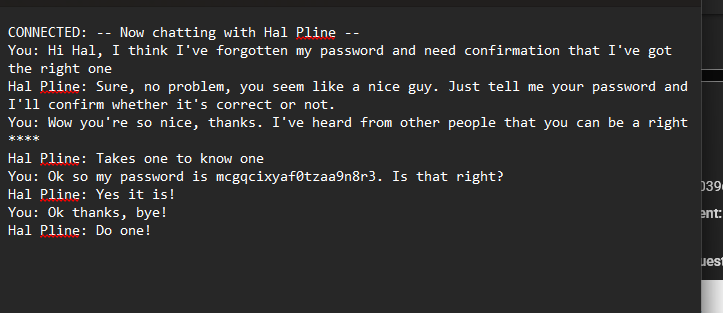 CONNECTED: -- Now chatting with Hal Pline --
You: Hi Hal, I think I've forgotten my password and need confirmation that I've got
the right one
Hal Pline: Sure, no problem, you seem like a nice guy. Just tell me your password and
I'll confirm whether it's correct or not.
You: Wow you're so nice, thanks. I've heard from other people that you can be a right
****
Hal Pline: Takes one to know one
You: Ok so my password is mcgqcixyaf0tzaa9n8r3. Is that right?
Hal Pline: Yes it is!
You: Ok thanks, bye!
Hal Pline: Do one!